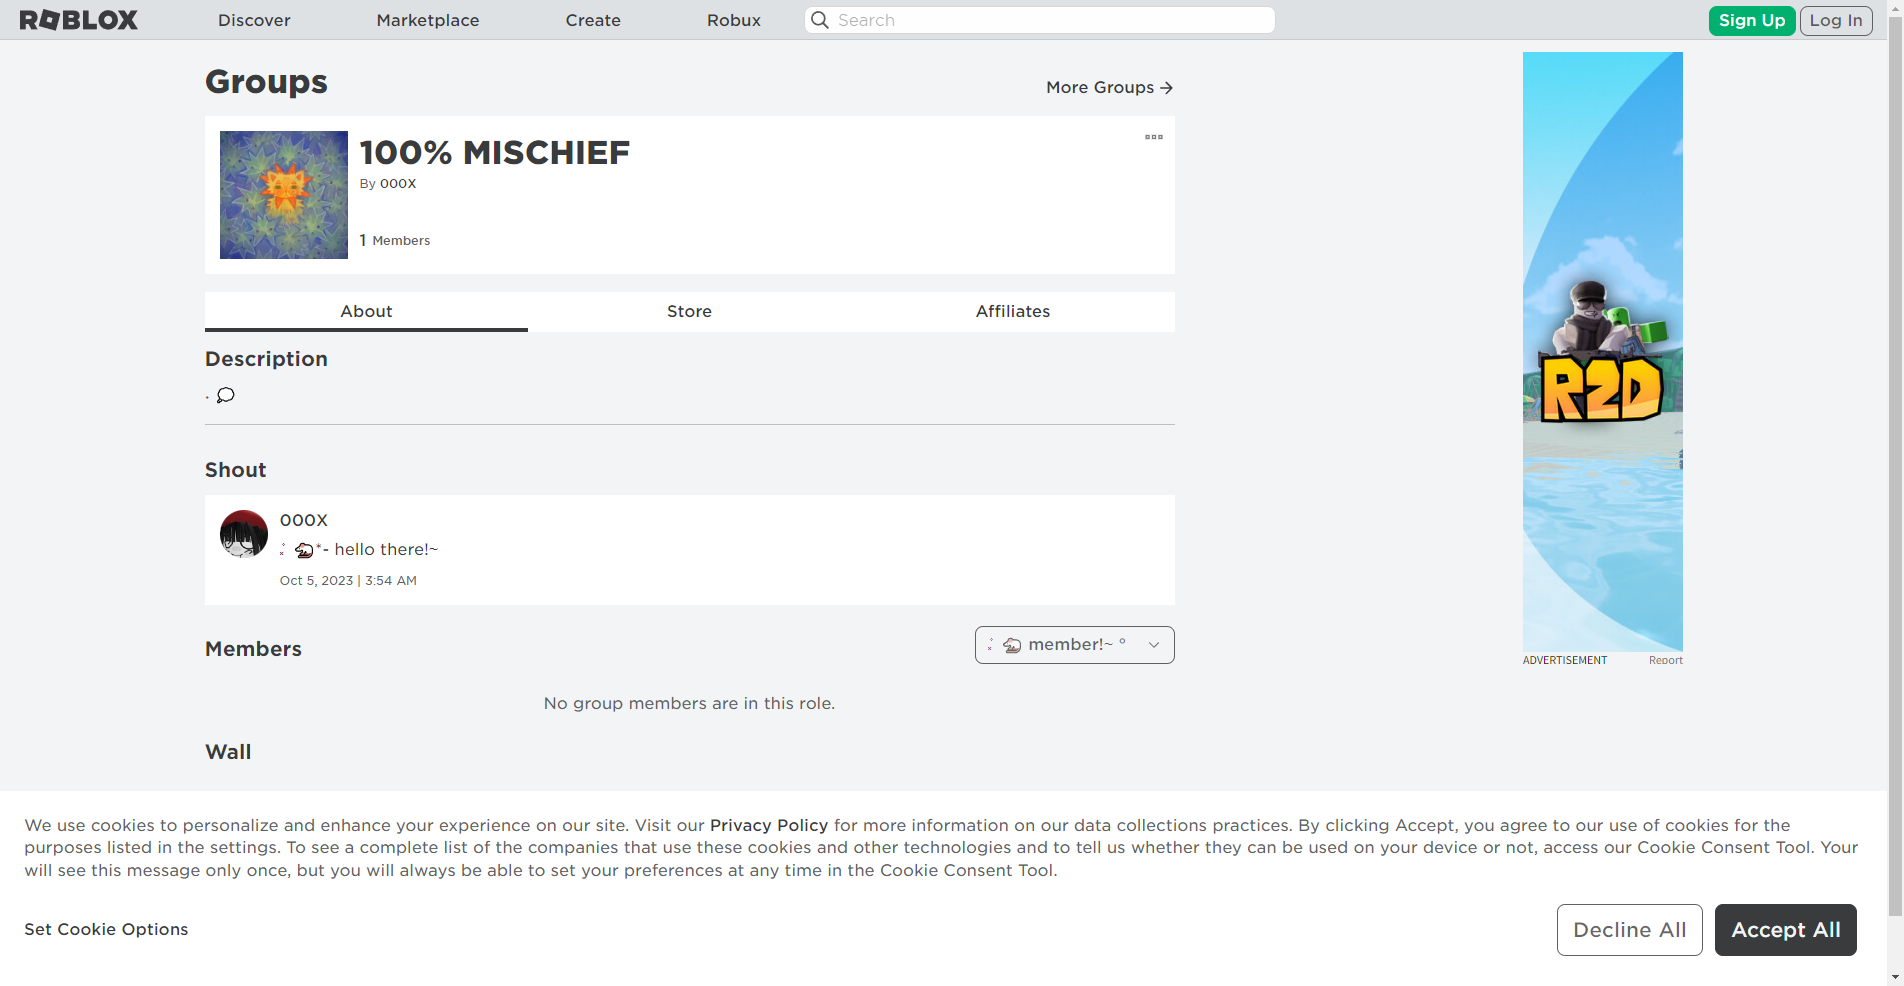 ROBLOX Discover Marketplace Create Robux Search Sign Up Log In
Groups
More Groups
100% MISCHIEF
By 000X
1 Members
About Store Affiliates
Description
Shout
000X
*- hello there!~
Oct 5, 2023 | 3:54 AM
Members
member!~ °
No group members are in this role.
Wall
R2D
ADVERTISEMENT Report
We use cookies to personalize and enhance your experience on our site. Visit our Privacy Policy for more information on our data collections practices. By clicking Accept, you agree to our use of cookies for the
purposes listed in the settings. To see a complete list of the companies that use these cookies and other technologies and to tell us whether they can be used on your device or not, access our Cookie Consent Tool. Your
will see this message only once, but you will always be able to set your preferences at any time in the Cookie Consent Tool.
Set Cookie Options
Decline All
Accept All